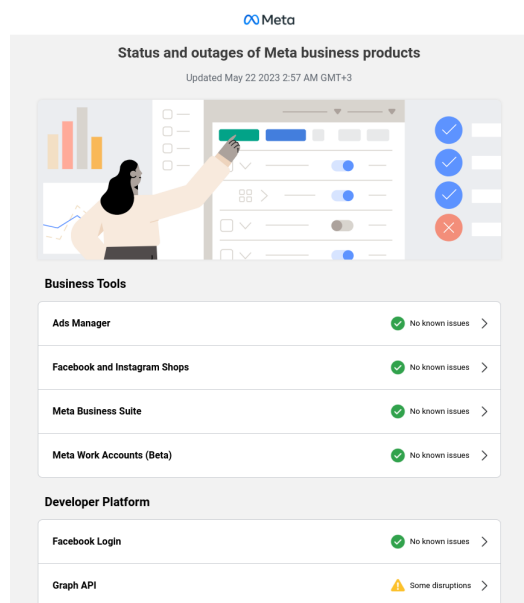 Meta
Status and outages of Meta business products
Updated May 22 2023 2:57 AM GMT+3
Business Tools
Ads Manager No known issues
Facebook and Instagram Shops No known issues
Meta Business Suite No known issues
Meta Work Accounts (Beta) No known issues
Developer Platform
Facebook Login No known issues
Graph API Some disruptions